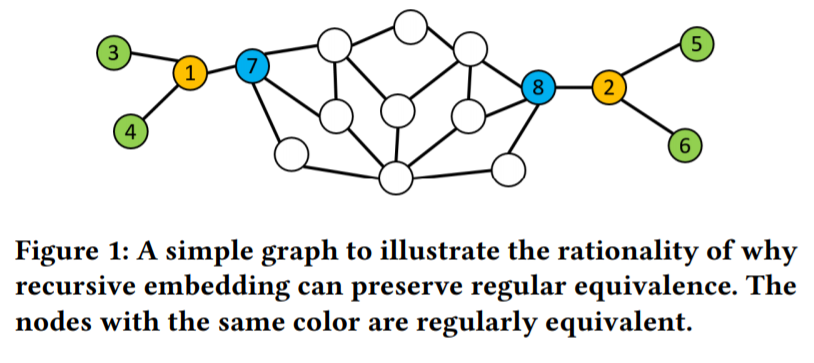 3
5
7
1
8
2
4
6
Figure 1: A simple graph to illustrate the rationality of why
recursive embedding can preserve regular equivalence. The
nodes with the same color are regularly equivalent.